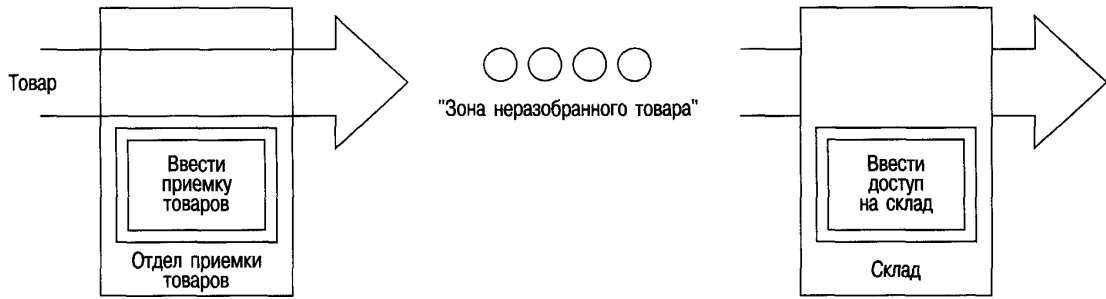 Товар
Ввести
приемку
товаров
Отдел приемки
товаров
"Зона неразобранного товара"
Ввести
доступ
на склад
Склад